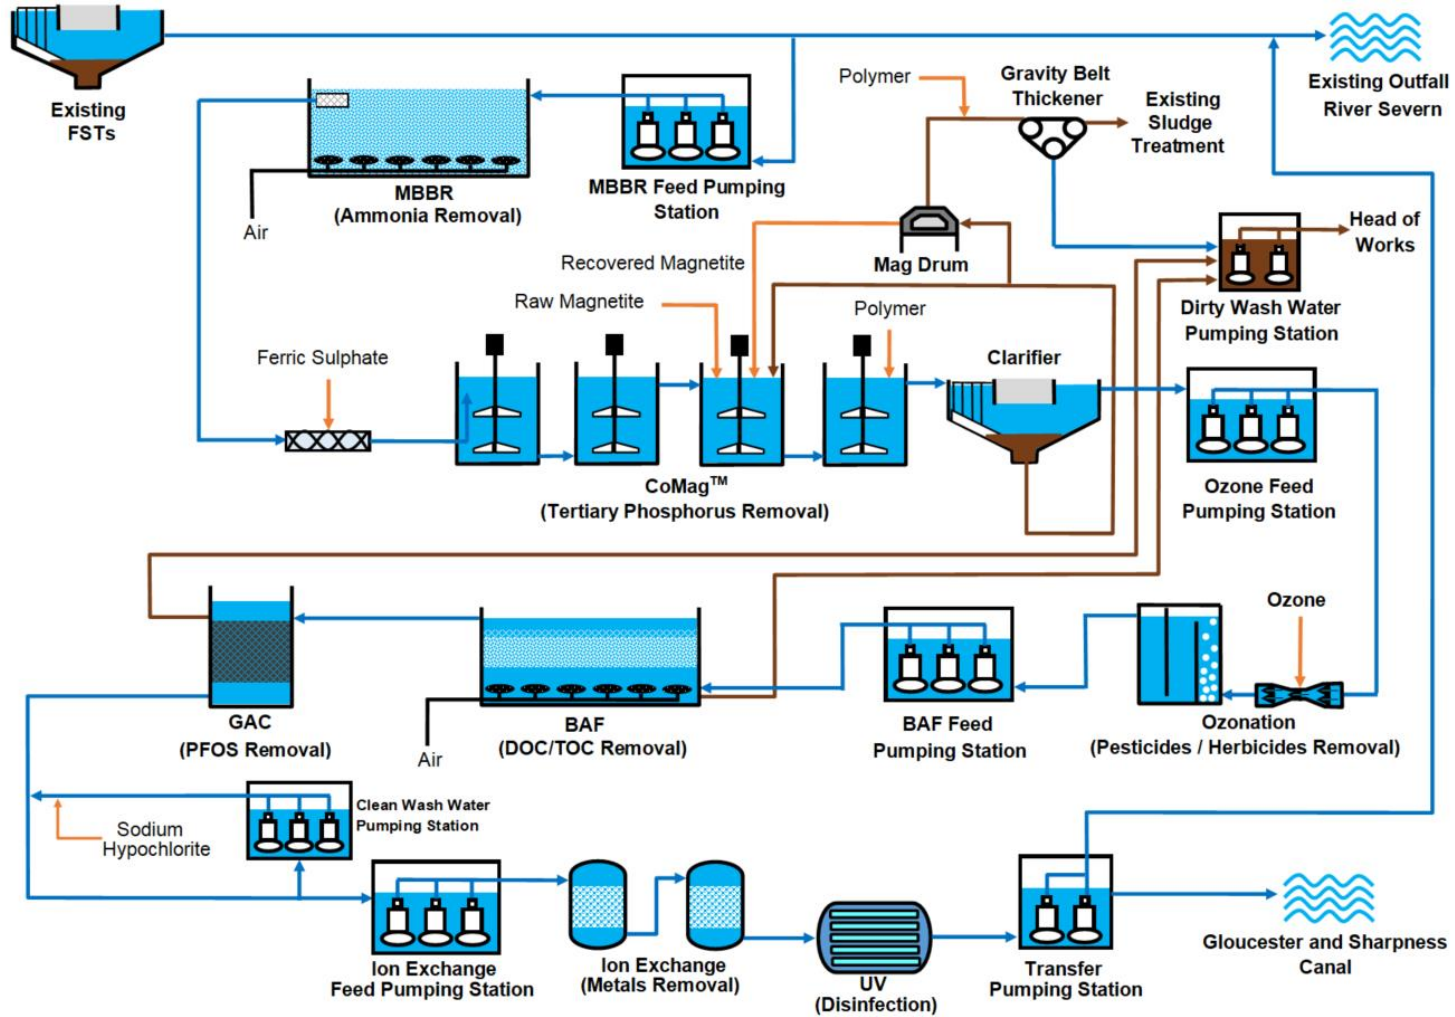 Existing
FSTs
Existing Outfall
River Severn
Polymer
Gravity Belt
Thickener
Existing
Sludge
Treatment
MBBR
(Ammonia Removal)
Air
MBBR Feed Pumping
Station
Mag Drum
Head of
Works
Dirty Wash Water
Pumping Station
Recovered Magnetite
Raw Magnetite
Polymer
Ferric Sulphate
Clarifier
CoMag™
(Tertiary Phosphorus Removal)
Ozone Feed
Pumping Station
Ozone
GAC
(PFOS Removal)
BAF
(DOC/TOC Removal)
Air
BAF Feed
Pumping Station
Ozonation
(Pesticides / Herbicides Removal)
Clean Wash Water
Pumping Station
Sodium
Hypochlorite
Ion Exchange
Feed Pumping Station
Ion Exchange
(Metals Removal)
UV
(Disinfection)
Transfer
Pumping Station
Gloucester and Sharpness
Canal